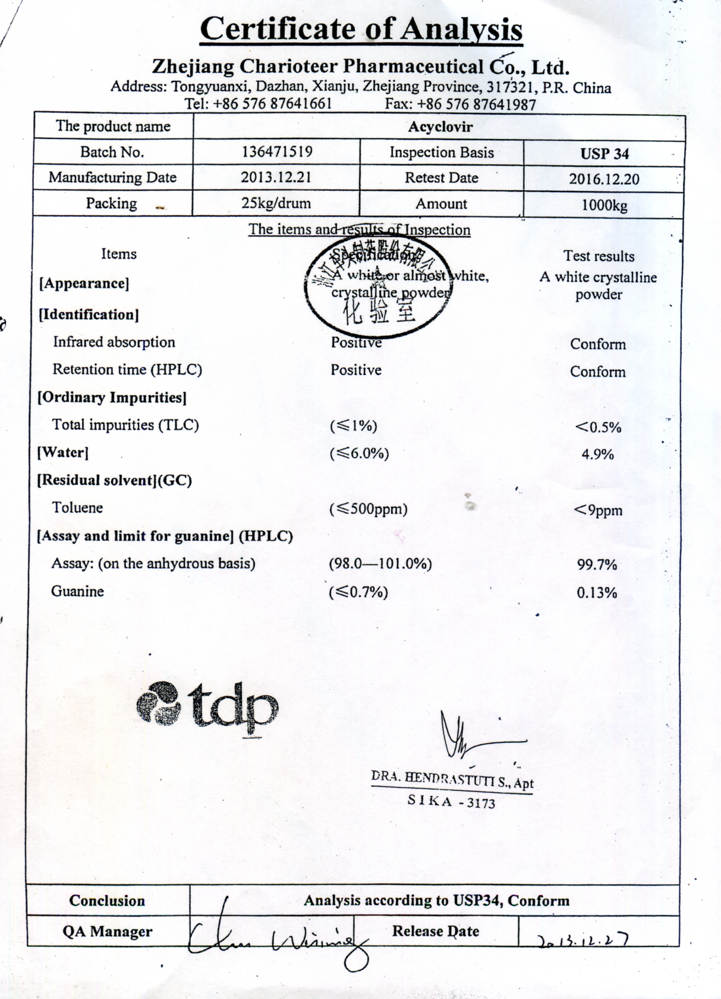 Certificate of Analysis
Zhejiang Charioteer Pharmaceutical Co., Ltd.
Address: Tongyuanxi, Dazhan, Xianju, Zhejiang Province, 317321, P.R. China
Tel: +86 576 87641661 Fax: +86 576 87641987
The product name Acyclovir
Batch No. 136471519 Inspection Basis USP 34
Manufacturing Date 2013.12.21 Retest Date 2016.12.20
Packing 25kg/drum Amount 1000kg
The items and results of Inspection
Items Specification Test results
[Appearance] A white or almost white, A white crystalline
crystalline powder powder
化验室
[Identification]
Infrared absorption Positive Conform
Retention time (HPLC) Positive Conform
[Ordinary Impurities]
Total impurities (TLC) (≤1%) <0.5%
[Water] (≤6.0%) 4.9%
[Residual solvent](GC)
Toluene (≤500ppm) <9ppm
[Assay and limit for guanine] (HPLC)
Assay: (on the anhydrous basis) (98.0—101.0%) 99.7%
Guanine (≤0.7%) 0.13%
tdp
DRA. HENDRASTUTI S., Apt
SIKA - 3173
Conclusion Analysis according to USP34, Conform
QA Manager Release Date 2013.12.27